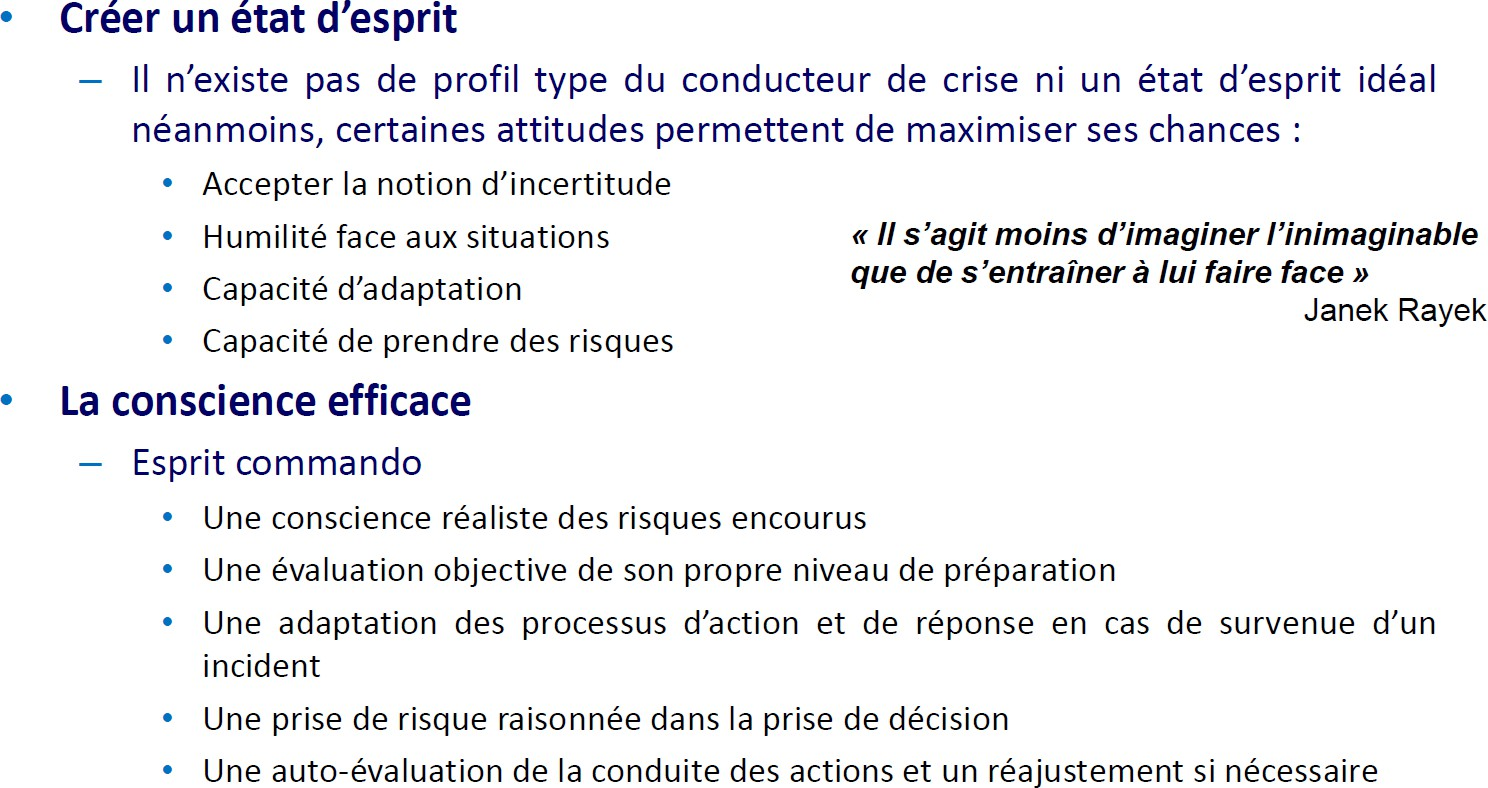 • Créer un état d’esprit
– Il n’existe pas de profil type du conducteur de crise ni un état d’esprit idéal
néanmoins, certaines attitudes permettent de maximiser ses chances :
• Accepter la notion d’incertitude
• Humilité face aux situations
• Capacité d’adaptation
• Capacité de prendre des risques
« Il s’agit moins d’imaginer l’inimaginable
que de s’entraîner à lui faire face »
Janek Rayek
• La conscience efficace
– Esprit commando
• Une conscience réaliste des risques encourus
• Une évaluation objective de son propre niveau de préparation
• Une adaptation des processus d’action et de réponse en cas de survenue d’un
incident
• Une prise de risque raisonnée dans la prise de décision
• Une auto-évaluation de la conduite des actions et un réajustement si nécessaire